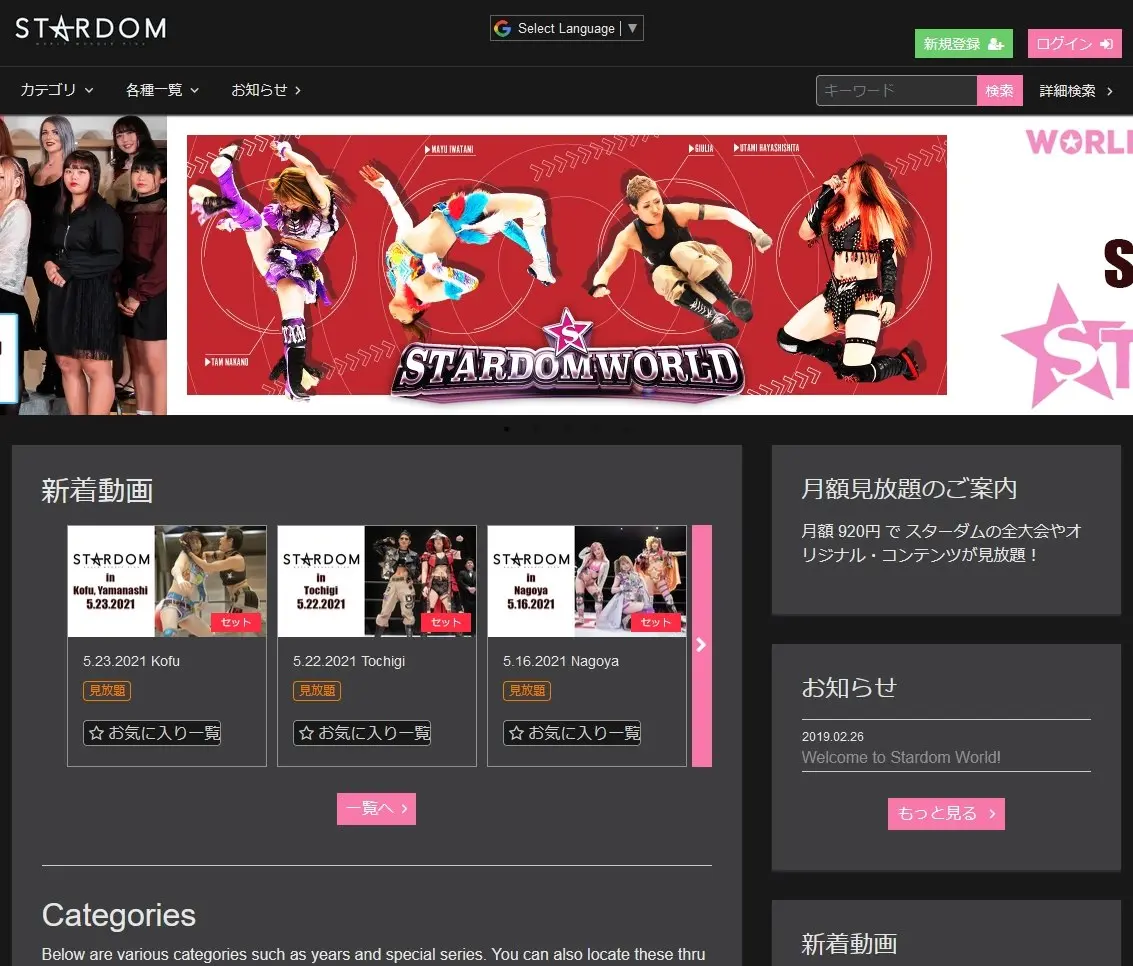 STARDOM
Select Language ▼
新規登録
ログイン
カテゴリ
各種一覧
お知らせ
キーワード
検索
詳細検索
MAYU IWATANI
GIULIA
UTAMI HAYASHISHITA
TAM NAKANO
TAM
S
STARDOM WORLD
新着動画
STARDOM
in
Kofu, Yamanashi
5.23.2021
セット
5.23.2021 Kofu
見放題
お気に入り一覧
STARDOM
in
Tochigi
5.22.2021
セット
5.22.2021 Tochigi
見放題
お気に入り一覧
STARDOM
in
Nagoya
5.16.2021
セット
5.16.2021 Nagoya
見放題
お気に入り一覧
一覧へ
Categories
Below are various categories such as years and special series. You can also locate these thru
月額見放題のご案内
月額 920円 で スターダムの全大会やオ
リジナル・コンテンツが見放題！
お知らせ
2019.02.26
Welcome to Stardom World!
もっと見る
新着動画